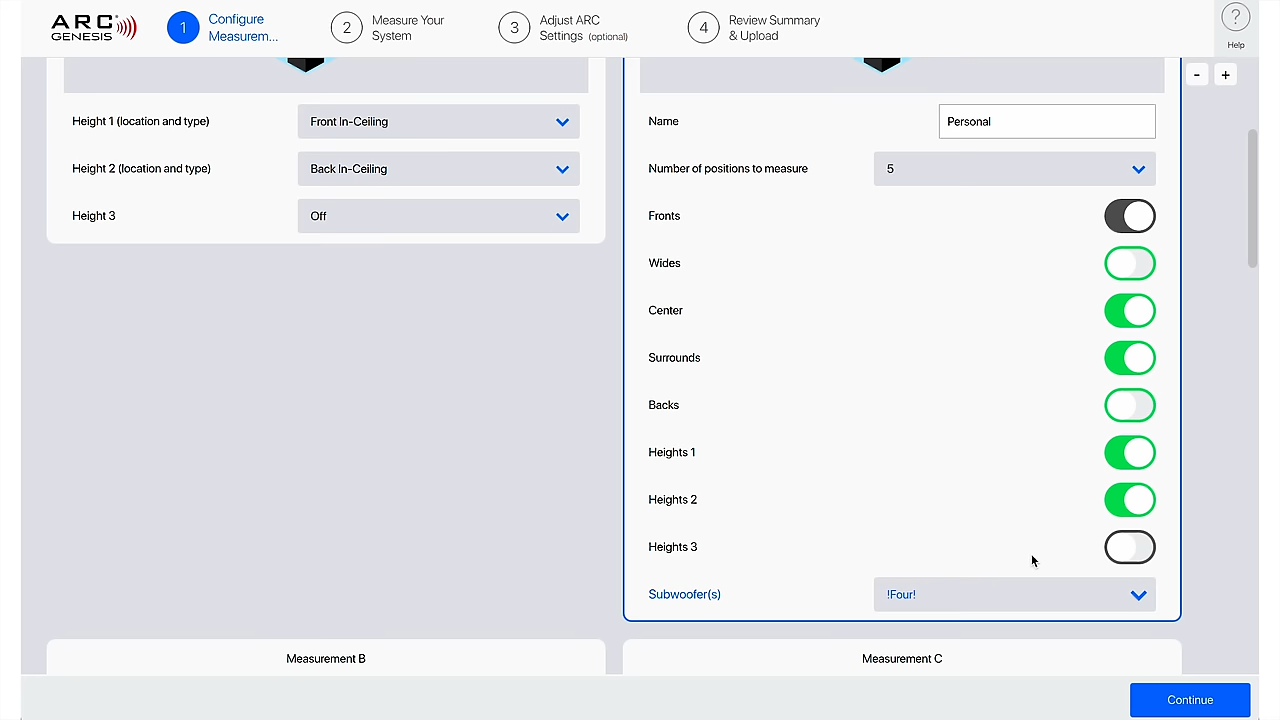 ARC
GENESIS
1
Configure
Measurem...
2
Measure Your
System
3
Adjust ARC
Settings (optional)
4
Review Summary
& Upload
?
Help
- +
Height 1 (location and type)
Front In-Ceiling
Height 2 (location and type)
Back In-Ceiling
Height 3
Off
Name
Personal
Number of positions to measure
5
Fronts
Wides
Center
Surrounds
Backs
Heights 1
Heights 2
Heights 3
Subwoofer(s)
!Four!
Measurement B
Measurement C
Continue